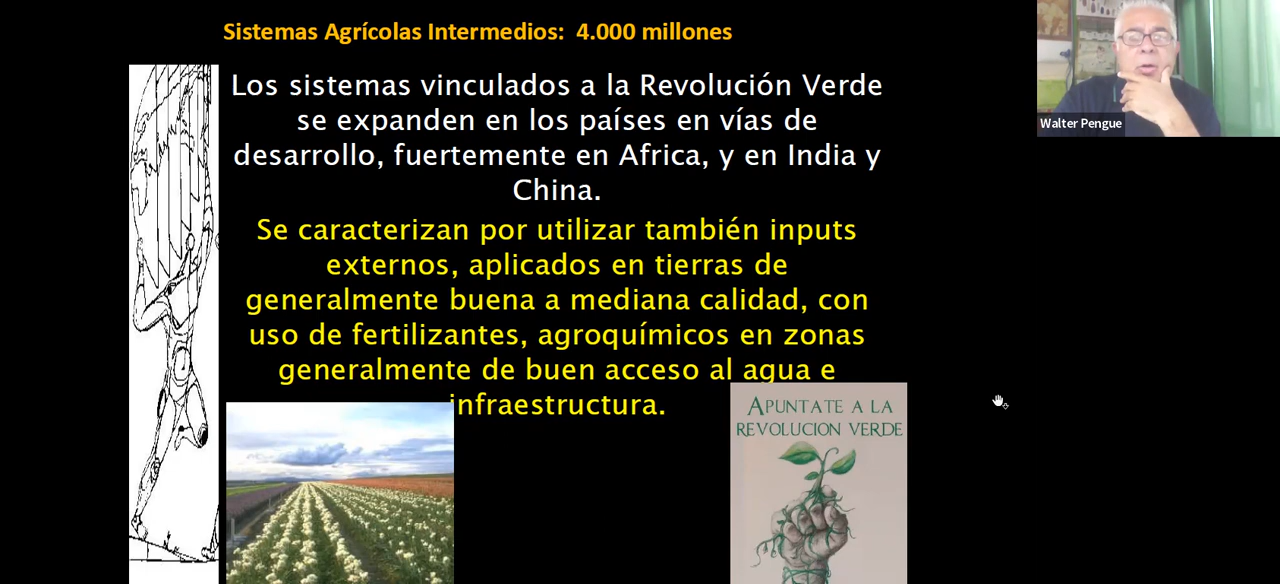 Sistemas Agrícolas Intermedios: 4.000 millones
Los sistemas vinculados a la Revolución Verde
se expanden en los países en vías de
desarrollo, fuertemente en Africa, y en India y
China.
Se caracterizan por utilizar también inputs
externos, aplicados en tierras de
generalmente buena a mediana calidad, con
uso de fertilizantes, agroquímicos en zonas
generalmente de buen acceso al agua e
infraestructura.
APUNTATE A LA
REVOLUCION VERDE
Walter Pengue